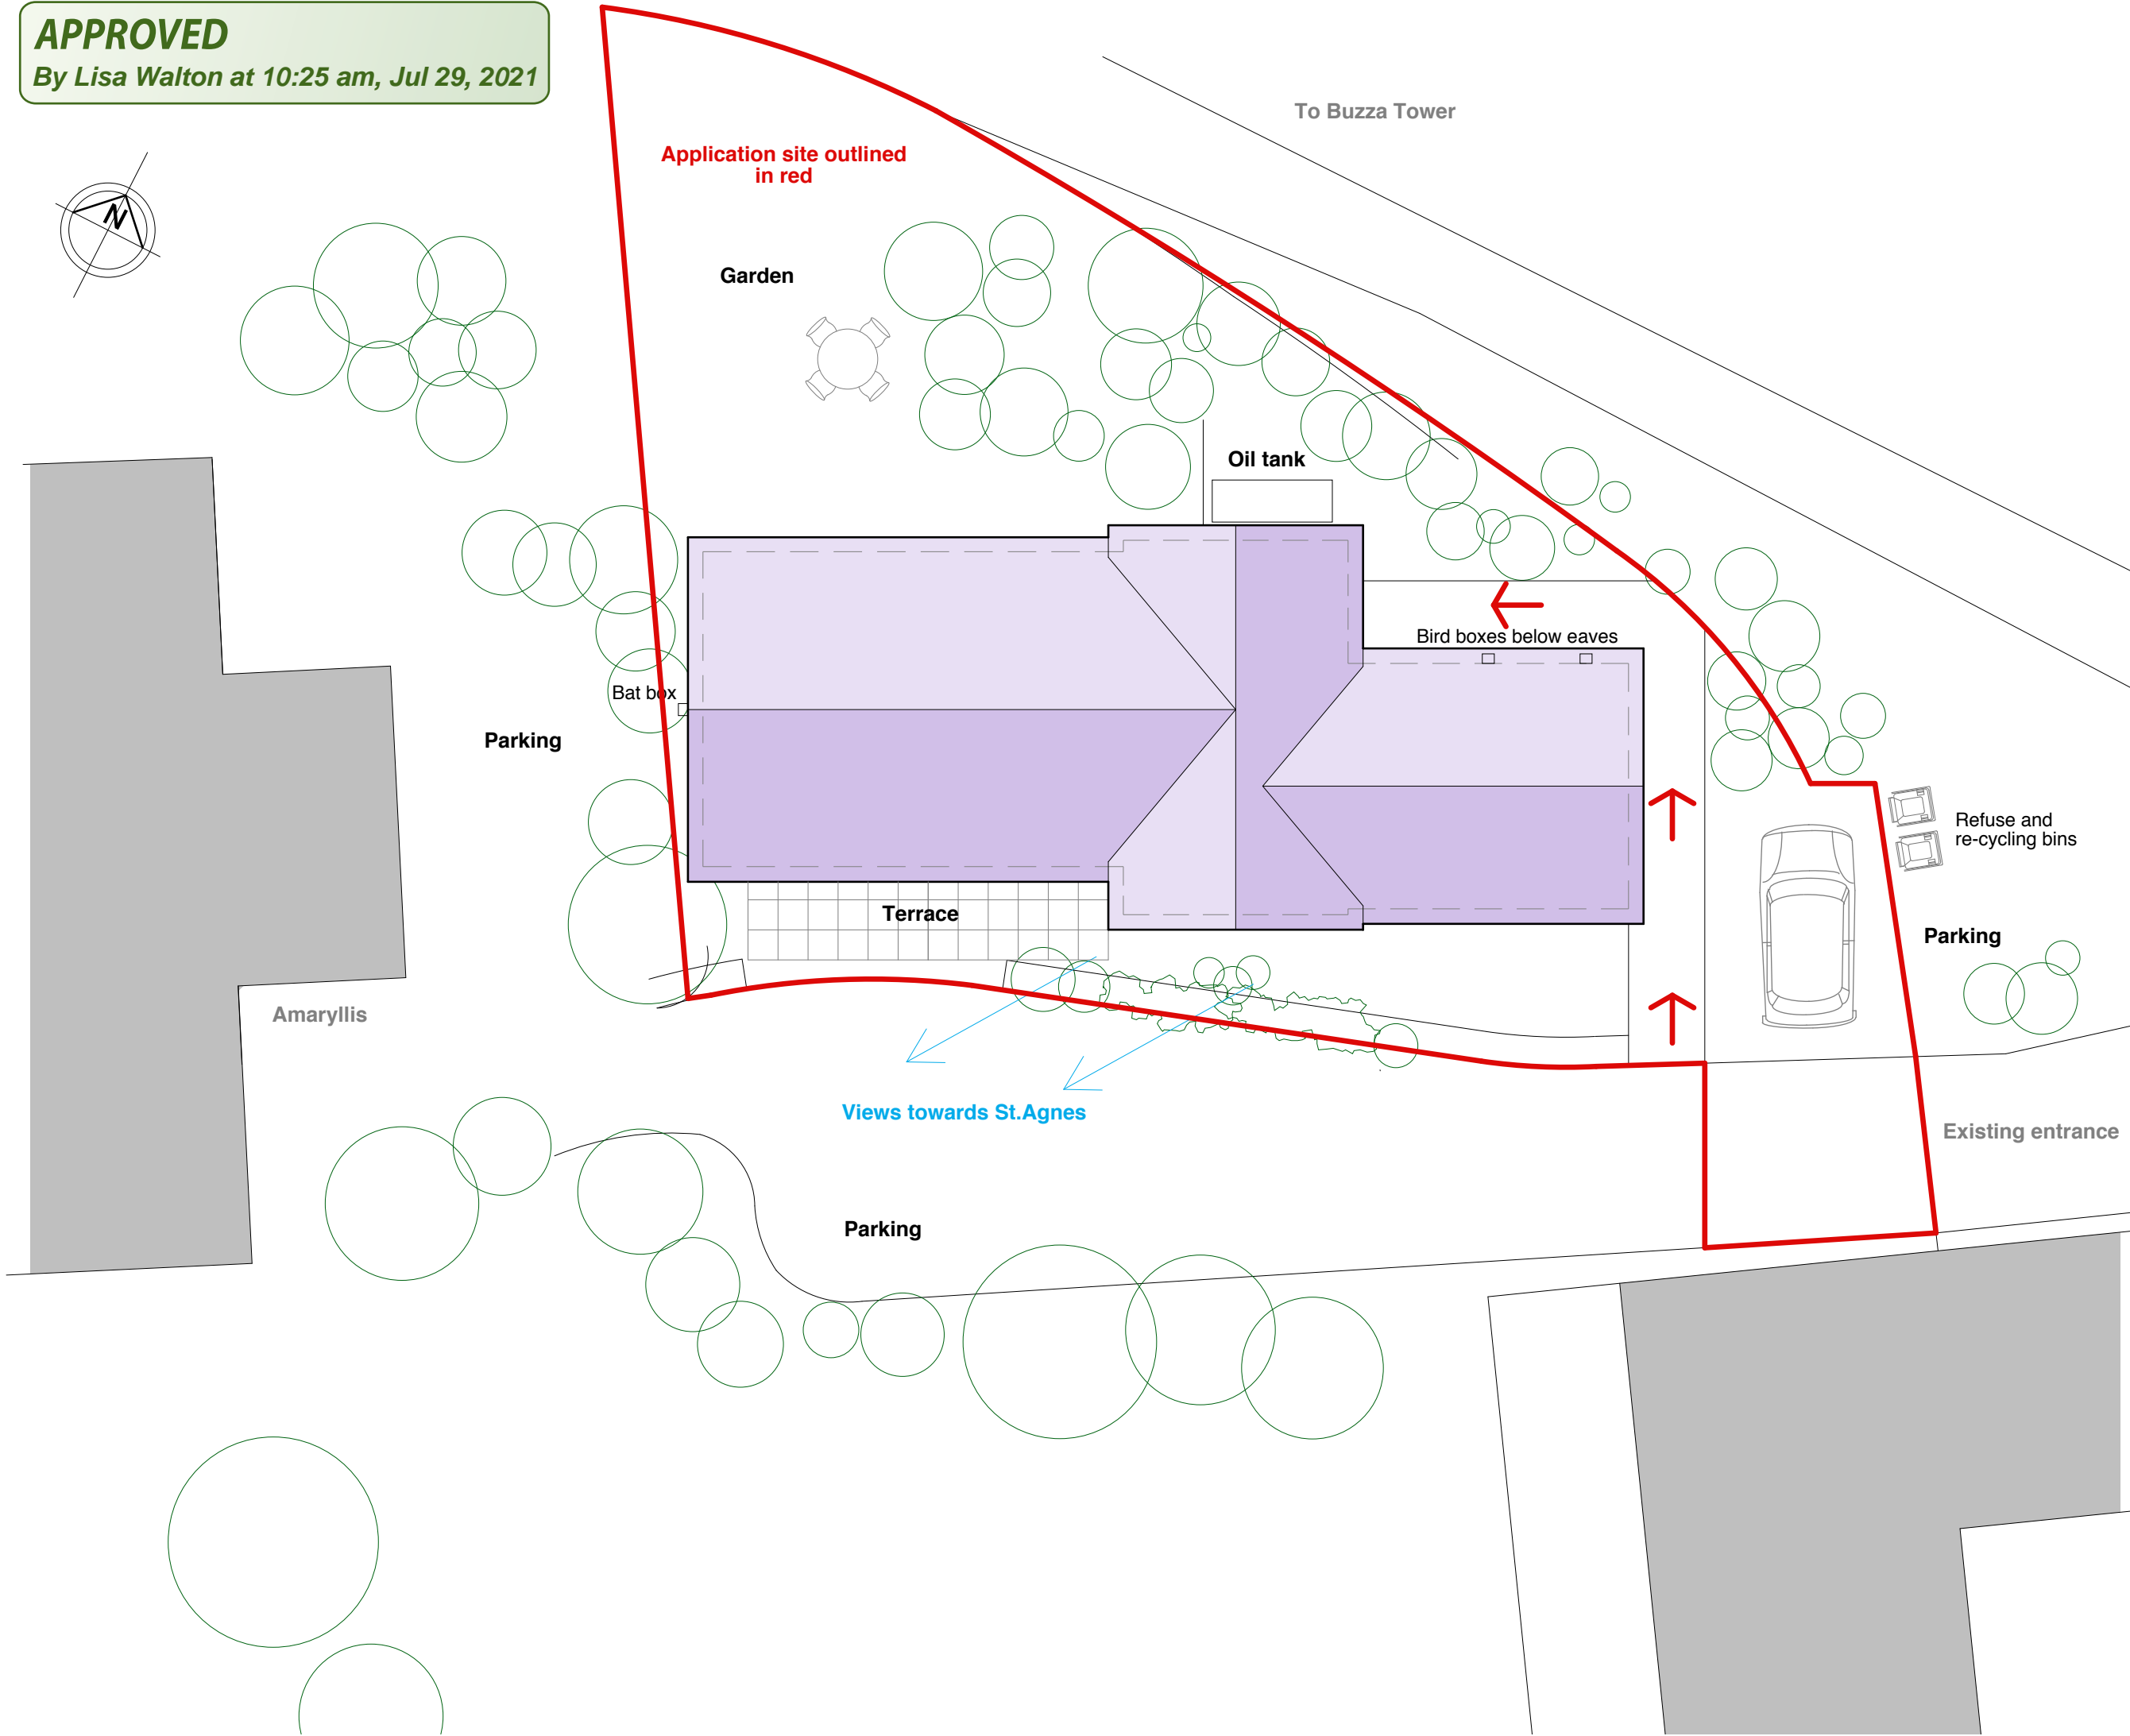 APPROVED
By Lisa Walton at 10:25 am, Jul 29, 2021
To Buzza Tower
Application site outlined
in red
N
Garden
Oil tank
Bird boxes below eaves
Bat box
Parking
Refuse and
re-cycling bins
Terrace
Parking
Amaryllis
Views towards St.Agnes
Existing entrance
Parking